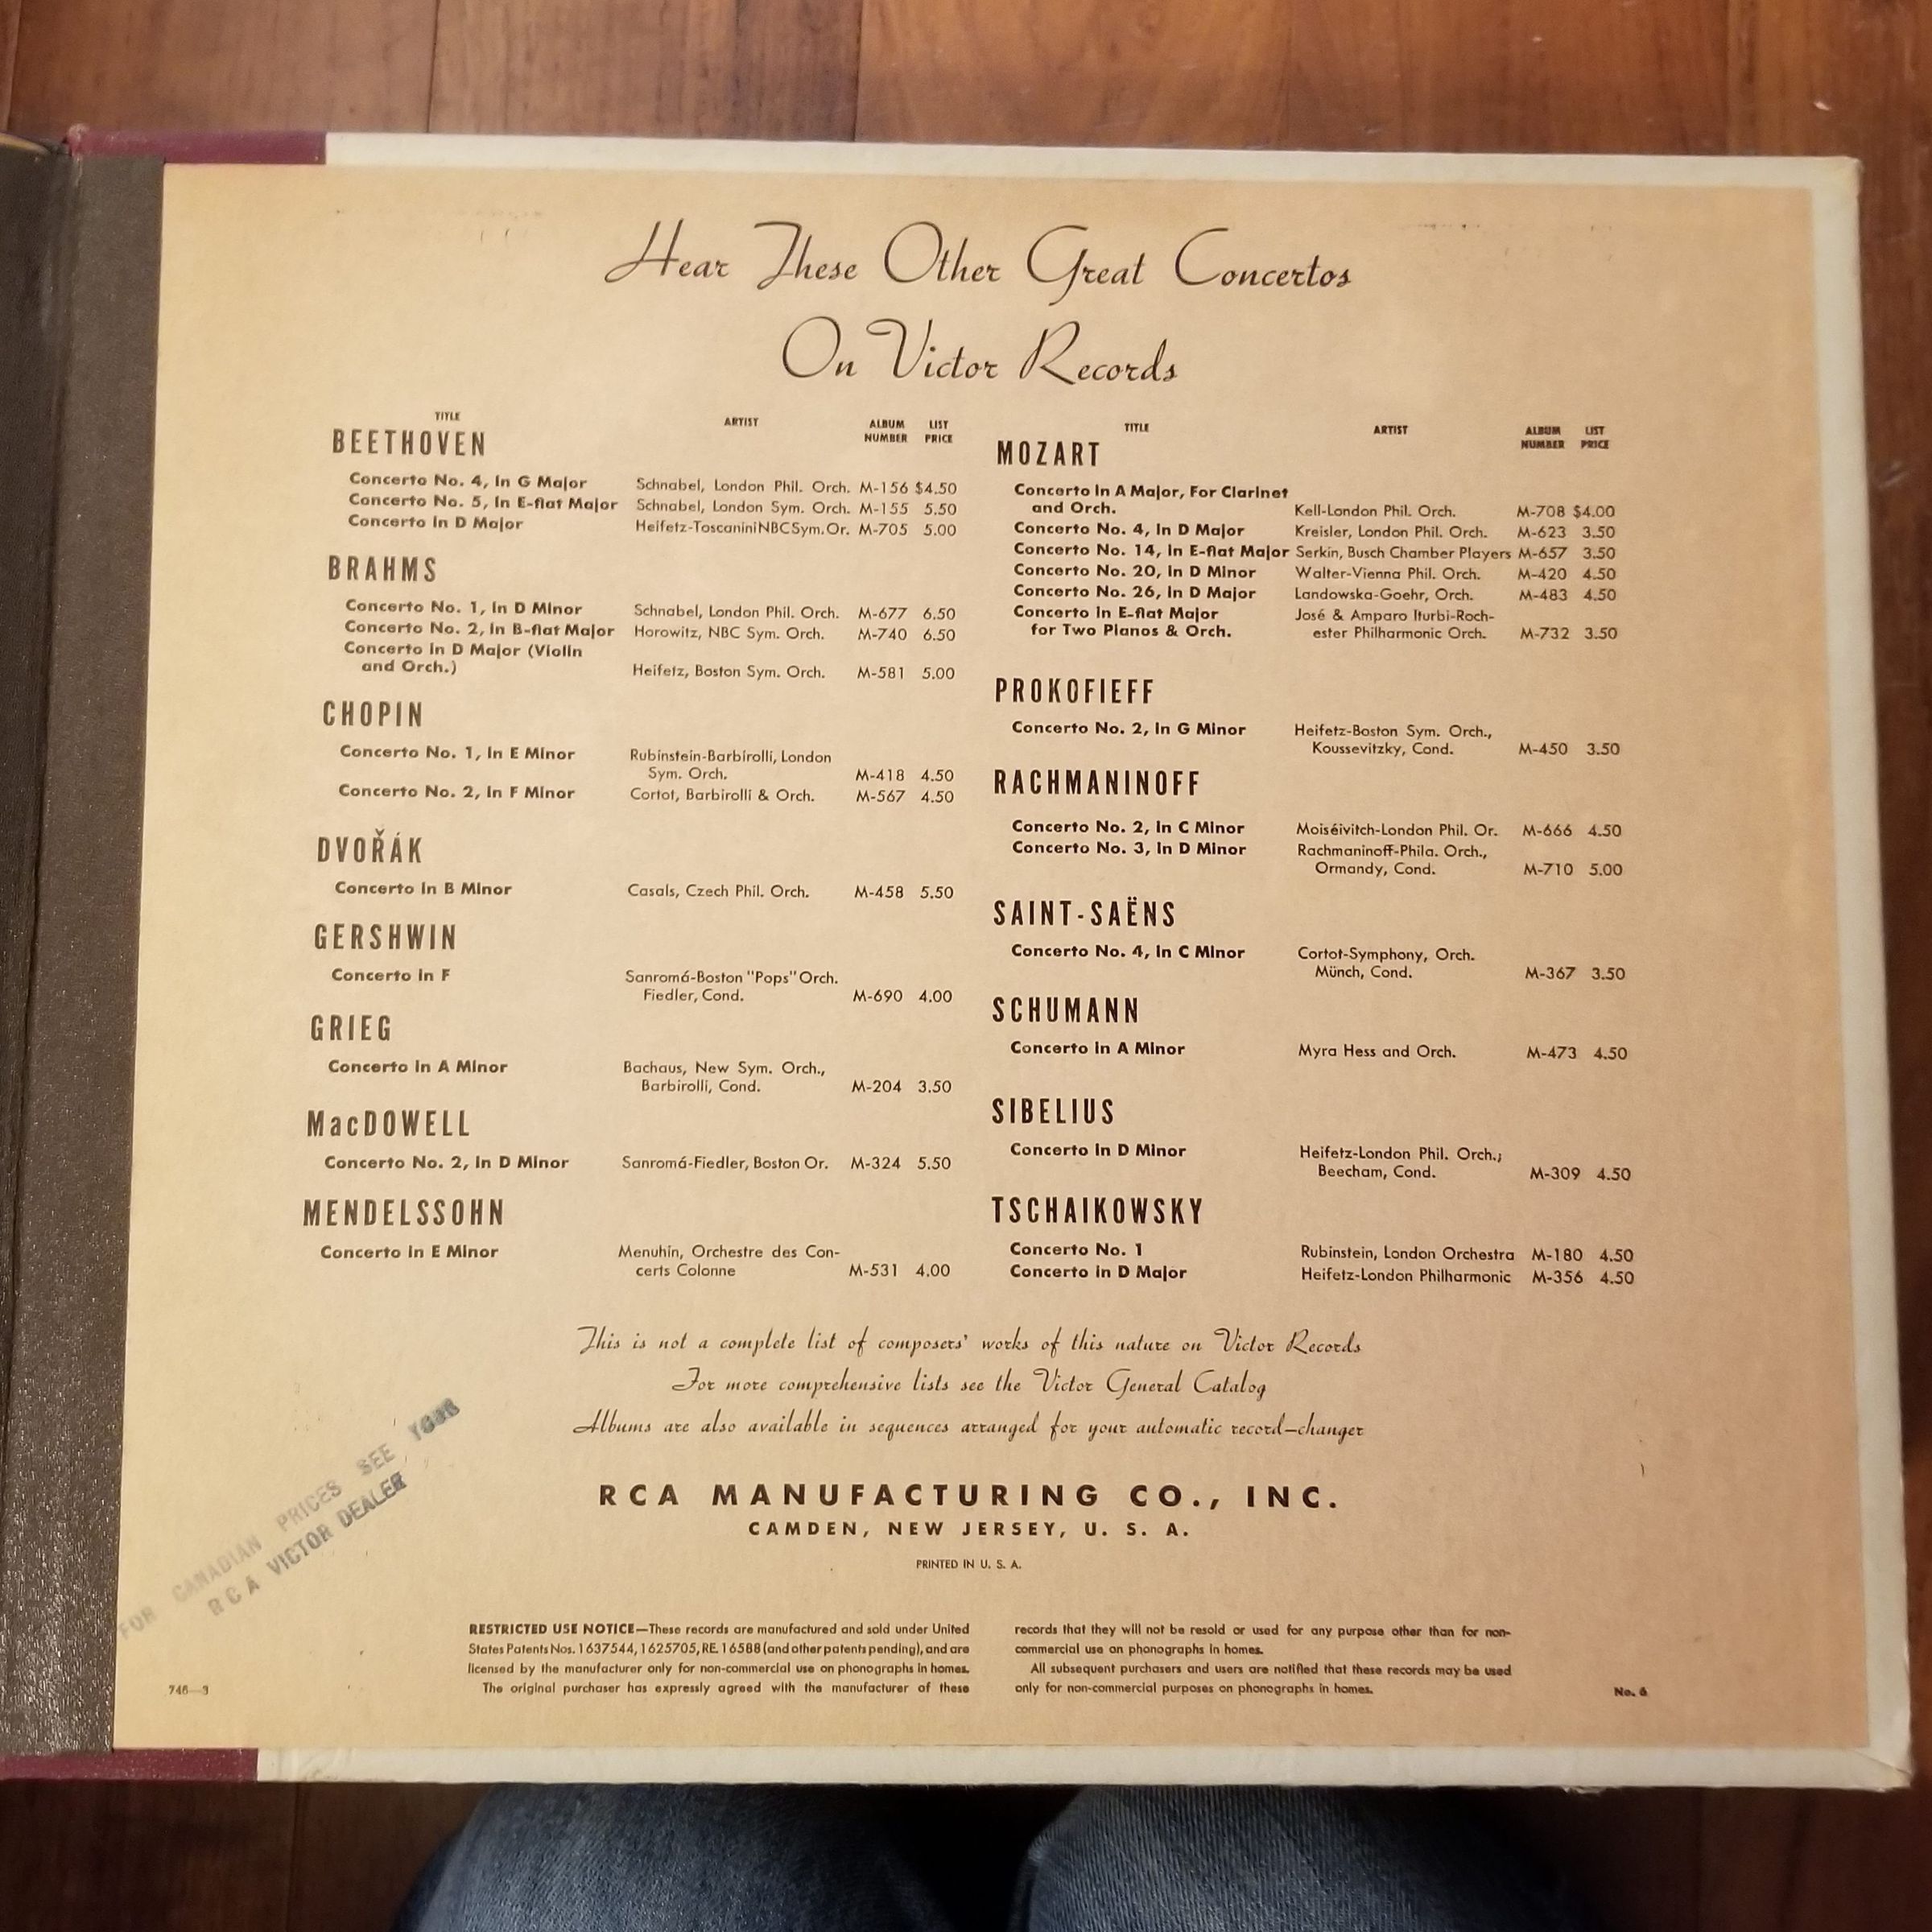 Hear These Other Great Concertos
On Victor Records
TITLE ARTIST ALBUM NUMBER LIST PRICE
BEETHOVEN
Concerto No. 4, In G Major Schnabel, London Phil. Orch. M-156 $4.50
Concerto No. 5, In E-flat Major Schnabel, London Sym. Orch. M-155 5.50
Concerto In D Major Heifetz-ToscaniniNBCSym.Or. M-705 5.00
BRAHMS
Concerto No. 1, In D Minor Schnabel, London Phil. Orch. M-677 6.50
Concerto No. 2, In B-flat Major Horowitz, NBC Sym. Orch. M-740 6.50
Concerto In D Major (Violin
and Orch.) Heifetz, Boston Sym. Orch. M-581 5.00
CHOPIN
Concerto No. 1, In E Minor Rubinstein-Barbirolli, London
Sym. Orch. M-418 4.50
Concerto No. 2, In F Minor Cortot, Barbirolli & Orch. M-567 4.50
DVOŘÁK
Concerto In B Minor Casals, Czech Phil. Orch. M-458 5.50
GERSHWIN
Concerto In F Sanromá-Boston "Pops" Orch.
Fiedler, Cond. M-690 4.00
GRIEG
Concerto In A Minor Bachaus, New Sym. Orch.,
Barbirolli, Cond. M-204 3.50
MacDOWELL
Concerto No. 2, In D Minor Sanromá-Fiedler, Boston Or. M-324 5.50
MENDELSSOHN
Concerto In E Minor Menuhin, Orchestre des Con-
certs Colonne M-531 4.00
TITLE ARTIST ALBUM NUMBER LIST PRICE
MOZART
Concerto In A Major, For Clarinet
and Orch. Kell-London Phil. Orch. M-708 $4.00
Concerto No. 4, In D Major Kreisler, London Phil. Orch. M-623 3.50
Concerto No. 14, In E-flat Major Serkin, Busch Chamber Players M-657 3.50
Concerto No. 20, In D Minor Walter-Vienna Phil. Orch. M-420 4.50
Concerto No. 26, In D Major Landowska-Goehr, Orch. M-483 4.50
Concerto In E-flat Major José & Amparo Iturbi-Roch-
for Two Pianos & Orch. ester Philharmonic Orch. M-732 3.50
PROKOFIEFF
Concerto No. 2, In G Minor Heifetz-Boston Sym. Orch.,
Koussevitzky, Cond. M-450 3.50
RACHMANINOFF
Concerto No. 2, In C Minor Moiséivitch-London Phil. Or. M-666 4.50
Concerto No. 3, In D Minor Rachmaninoff-Phila. Orch.,
Ormandy, Cond. M-710 5.00
SAINT-SAËNS
Concerto No. 4, In C Minor Cortot-Symphony, Orch.
Münch, Cond. M-367 3.50
SCHUMANN
Concerto In A Minor Myra Hess and Orch. M-473 4.50
SIBELIUS
Concerto In D Minor Heifetz-London Phil. Orch.;
Beecham, Cond. M-309 4.50
TSCHAIKOWSKY
Concerto No. 1 Rubinstein, London Orchestra M-180 4.50
Concerto In D Major Heifetz-London Philharmonic M-356 4.50
This is not a complete list of composers' works of this nature on Victor Records
For more comprehensive lists see the Victor General Catalog
Albums are also available in sequences arranged for your automatic record-changer
FOR CANADIAN PRICES SEE YOUR
RCA VICTOR DEALER
RCA MANUFACTURING CO., INC.
CAMDEN, NEW JERSEY, U. S. A.
PRINTED IN U. S. A.
RESTRICTED USE NOTICE—These records are manufactured and sold under United
States Patents Nos. 1637544, 1625705, RE. 16588 (and other patents pending), and are
licensed by the manufacturer only for non-commercial use on phonographs in homes.
The original purchaser has expressly agreed with the manufacturer of these
records that they will not be resold or used for any purpose other than for non-
commercial use on phonographs in homes.
All subsequent purchasers and users are notified that these records may be used
only for non-commercial purposes on phonographs in homes.
746—3
No. 6